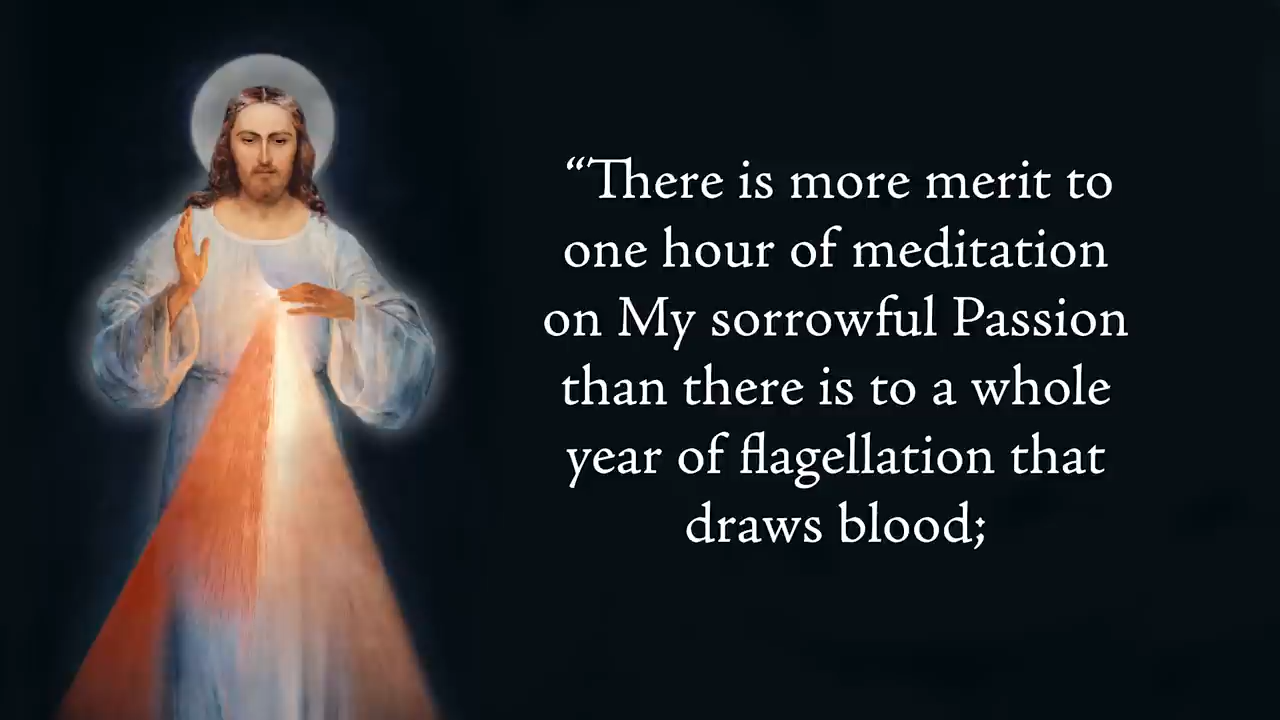 “There is more merit to
one hour of meditation
on My sorrowful Passion
than there is to a whole
year of flagellation that
draws blood;